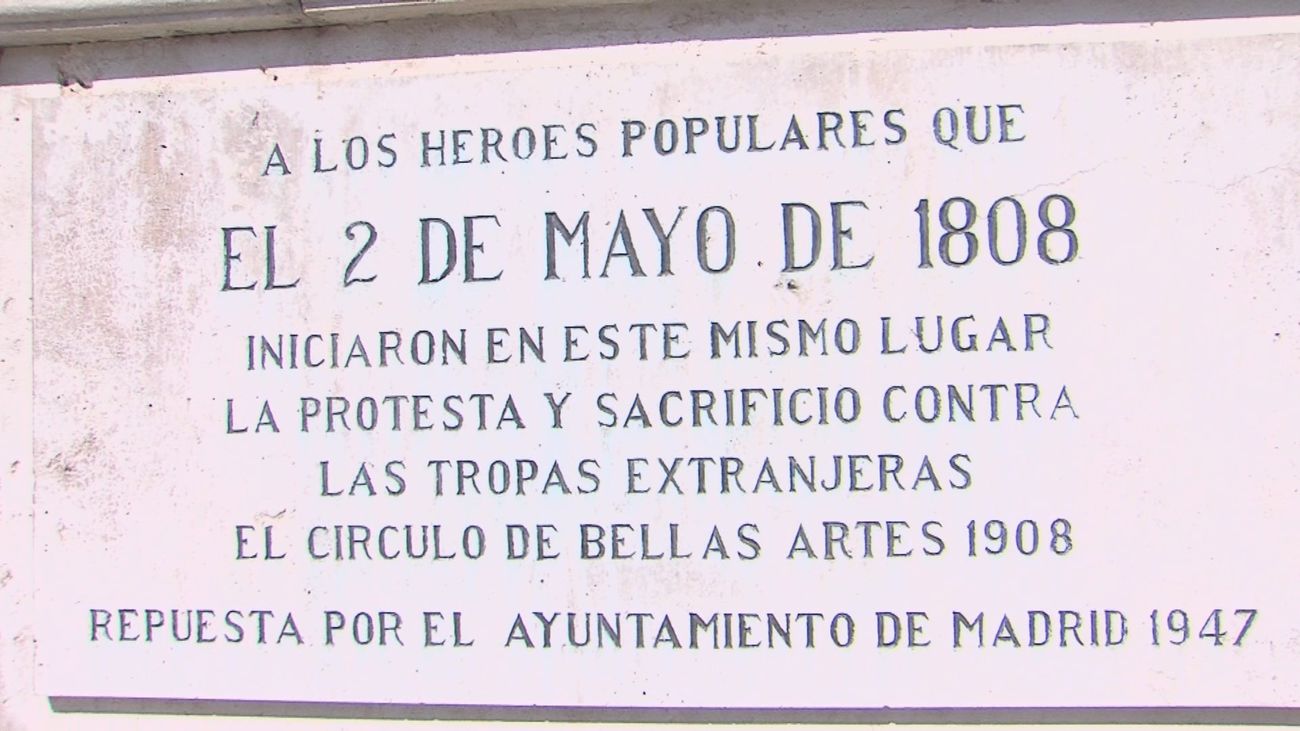 A LOS HEROES POPULARES QUE
EL 2 DE MAYO DE 1808
INICIARON EN ESTE MISMO LUGAR
LA PROTESTA Y SACRIFICIO CONTRA
LAS TROPAS EXTRANJERAS
EL CIRCULO DE BELLAS ARTES 1908
REPUESTA POR EL AYUNTAMIENTO DE MADRID 1947